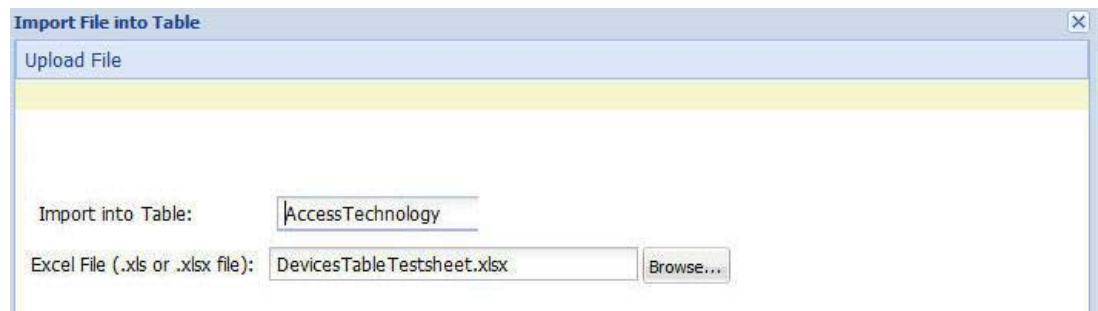 Import File into Table
Upload File
Import into Table: AccessTechnology
Excel File (.xls or .xlsx file): DevicesTableTestsheet.xlsx Browse...